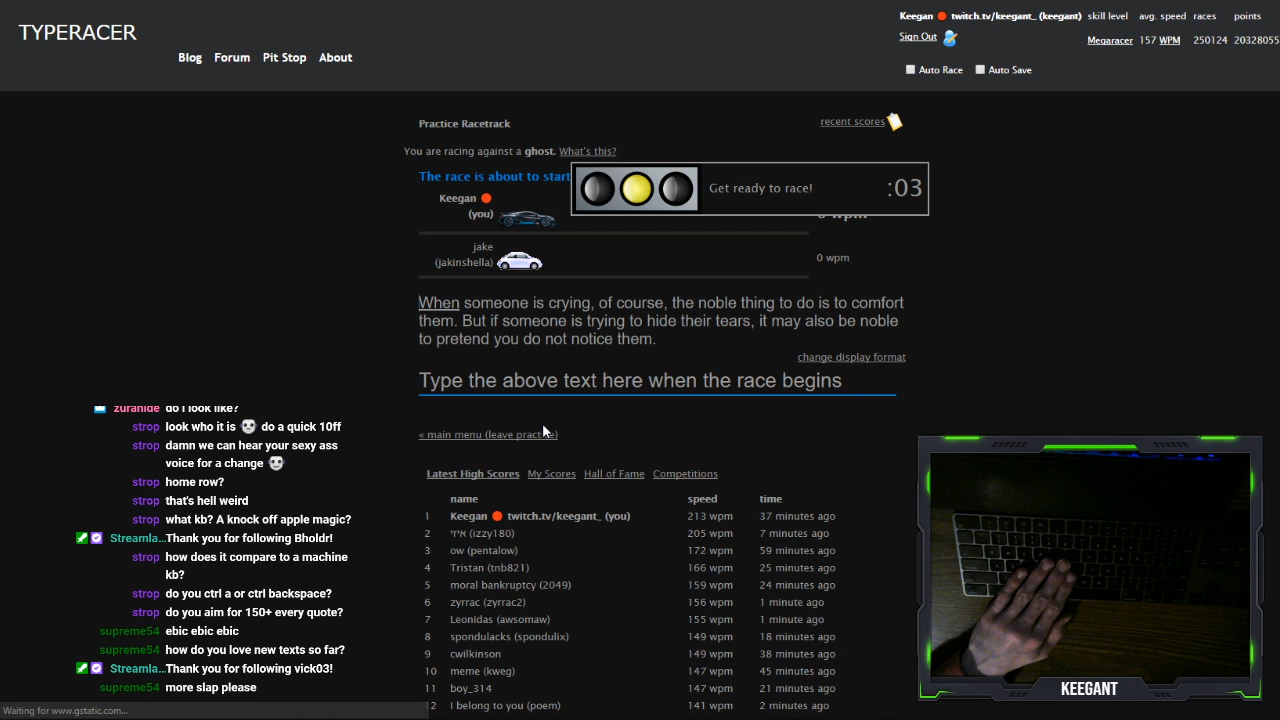 TYPERACER
Keegan twitch.tv/keegant_ (keegant) skill level avg. speed races points
Sign Out Megaracer 157 WPM 250124 20328055
Blog Forum Pit Stop About
Auto Race Auto Save
Practice Racetrack
recent scores
You are racing against a ghost. What's this?
The race is about to start
Get ready to race! :03
Keegan
(you)
jake
(jakinshella) 0 wpm
When someone is crying, of course, the noble thing to do is to comfort
them. But if someone is trying to hide their tears, it may also be noble
to pretend you do not notice them.
change display format
Type the above text here when the race begins
« main menu (leave practice)
Latest High Scores My Scores Hall of Fame Competitions
name speed time
1 Keegan twitch.tv/keegant_ (you) 213 wpm 37 minutes ago
2 איזי (izzy180) 205 wpm 7 minutes ago
3 ow (pentalow) 172 wpm 59 minutes ago
4 Tristan (tnb821) 166 wpm 25 minutes ago
5 moral bankruptcy (2049) 159 wpm 24 minutes ago
6 zyrrac (zyrrac2) 156 wpm 1 minute ago
7 Leonidas (awsomaw) 155 wpm 1 minute ago
8 spondulacks (spondulix) 149 wpm 18 minutes ago
9 cwilkinson 149 wpm 38 minutes ago
10 meme (kweg) 147 wpm 45 minutes ago
11 boy_314 147 wpm 21 minutes ago
12 I belong to you (poem) 141 wpm 2 minutes ago
zuranide do I look like?
strop look who it is do a quick 10ff
strop damn we can hear your sexy ass
voice for a change
strop home row?
strop that's hell weird
strop what kb? A knock off apple magic?
Streamla... Thank you for following Bholdr!
strop how does it compare to a machine
kb?
strop do you ctrl a or ctrl backspace?
strop do you aim for 150+ every quote?
supreme54 ebic ebic ebic
supreme54 how do you love new texts so far?
Streamla... Thank you for following vick03!
supreme54 more slap please
Waiting for www.gstatic.com...
KEEGANT